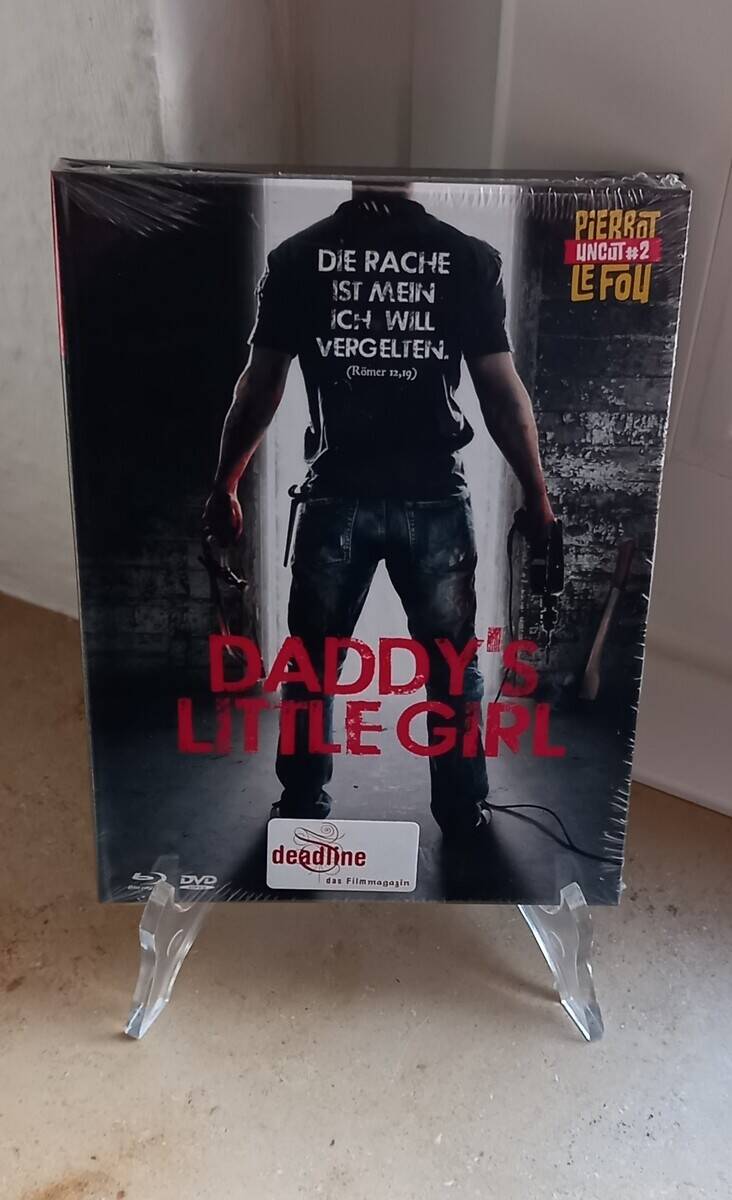 PIERROT
UNCUT #2
LE FOU
DIE RACHE
IST MEIN
ICH WILL
VERGELTEN.
(Römer 12,19)
DADDY'S
LITTLE GIRL
deadline
das Filmmagazin
DVD